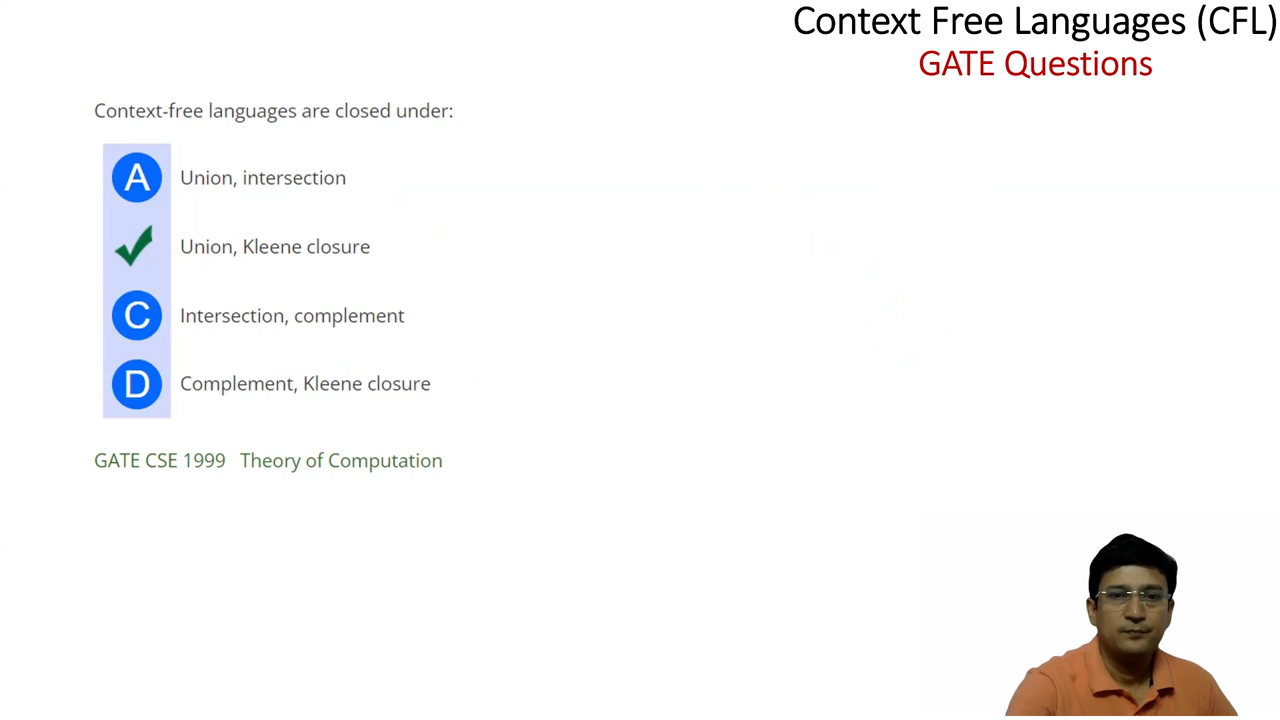 Context Free Languages (CFL)
GATE Questions
Context-free languages are closed under:
A Union, intersection
Union, Kleene closure
C Intersection, complement
D Complement, Kleene closure
GATE CSE 1999 Theory of Computation